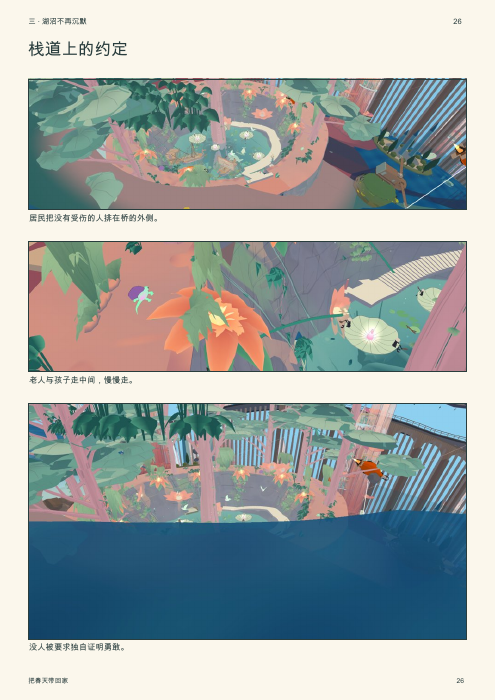 三 · 湖沼不再沉默
26
栈道上的约定
居民把没有受伤的人排在桥的外侧。
老人与孩子走中间，慢慢走。
没人被要求独自证明勇敢。
把春天带回家
26